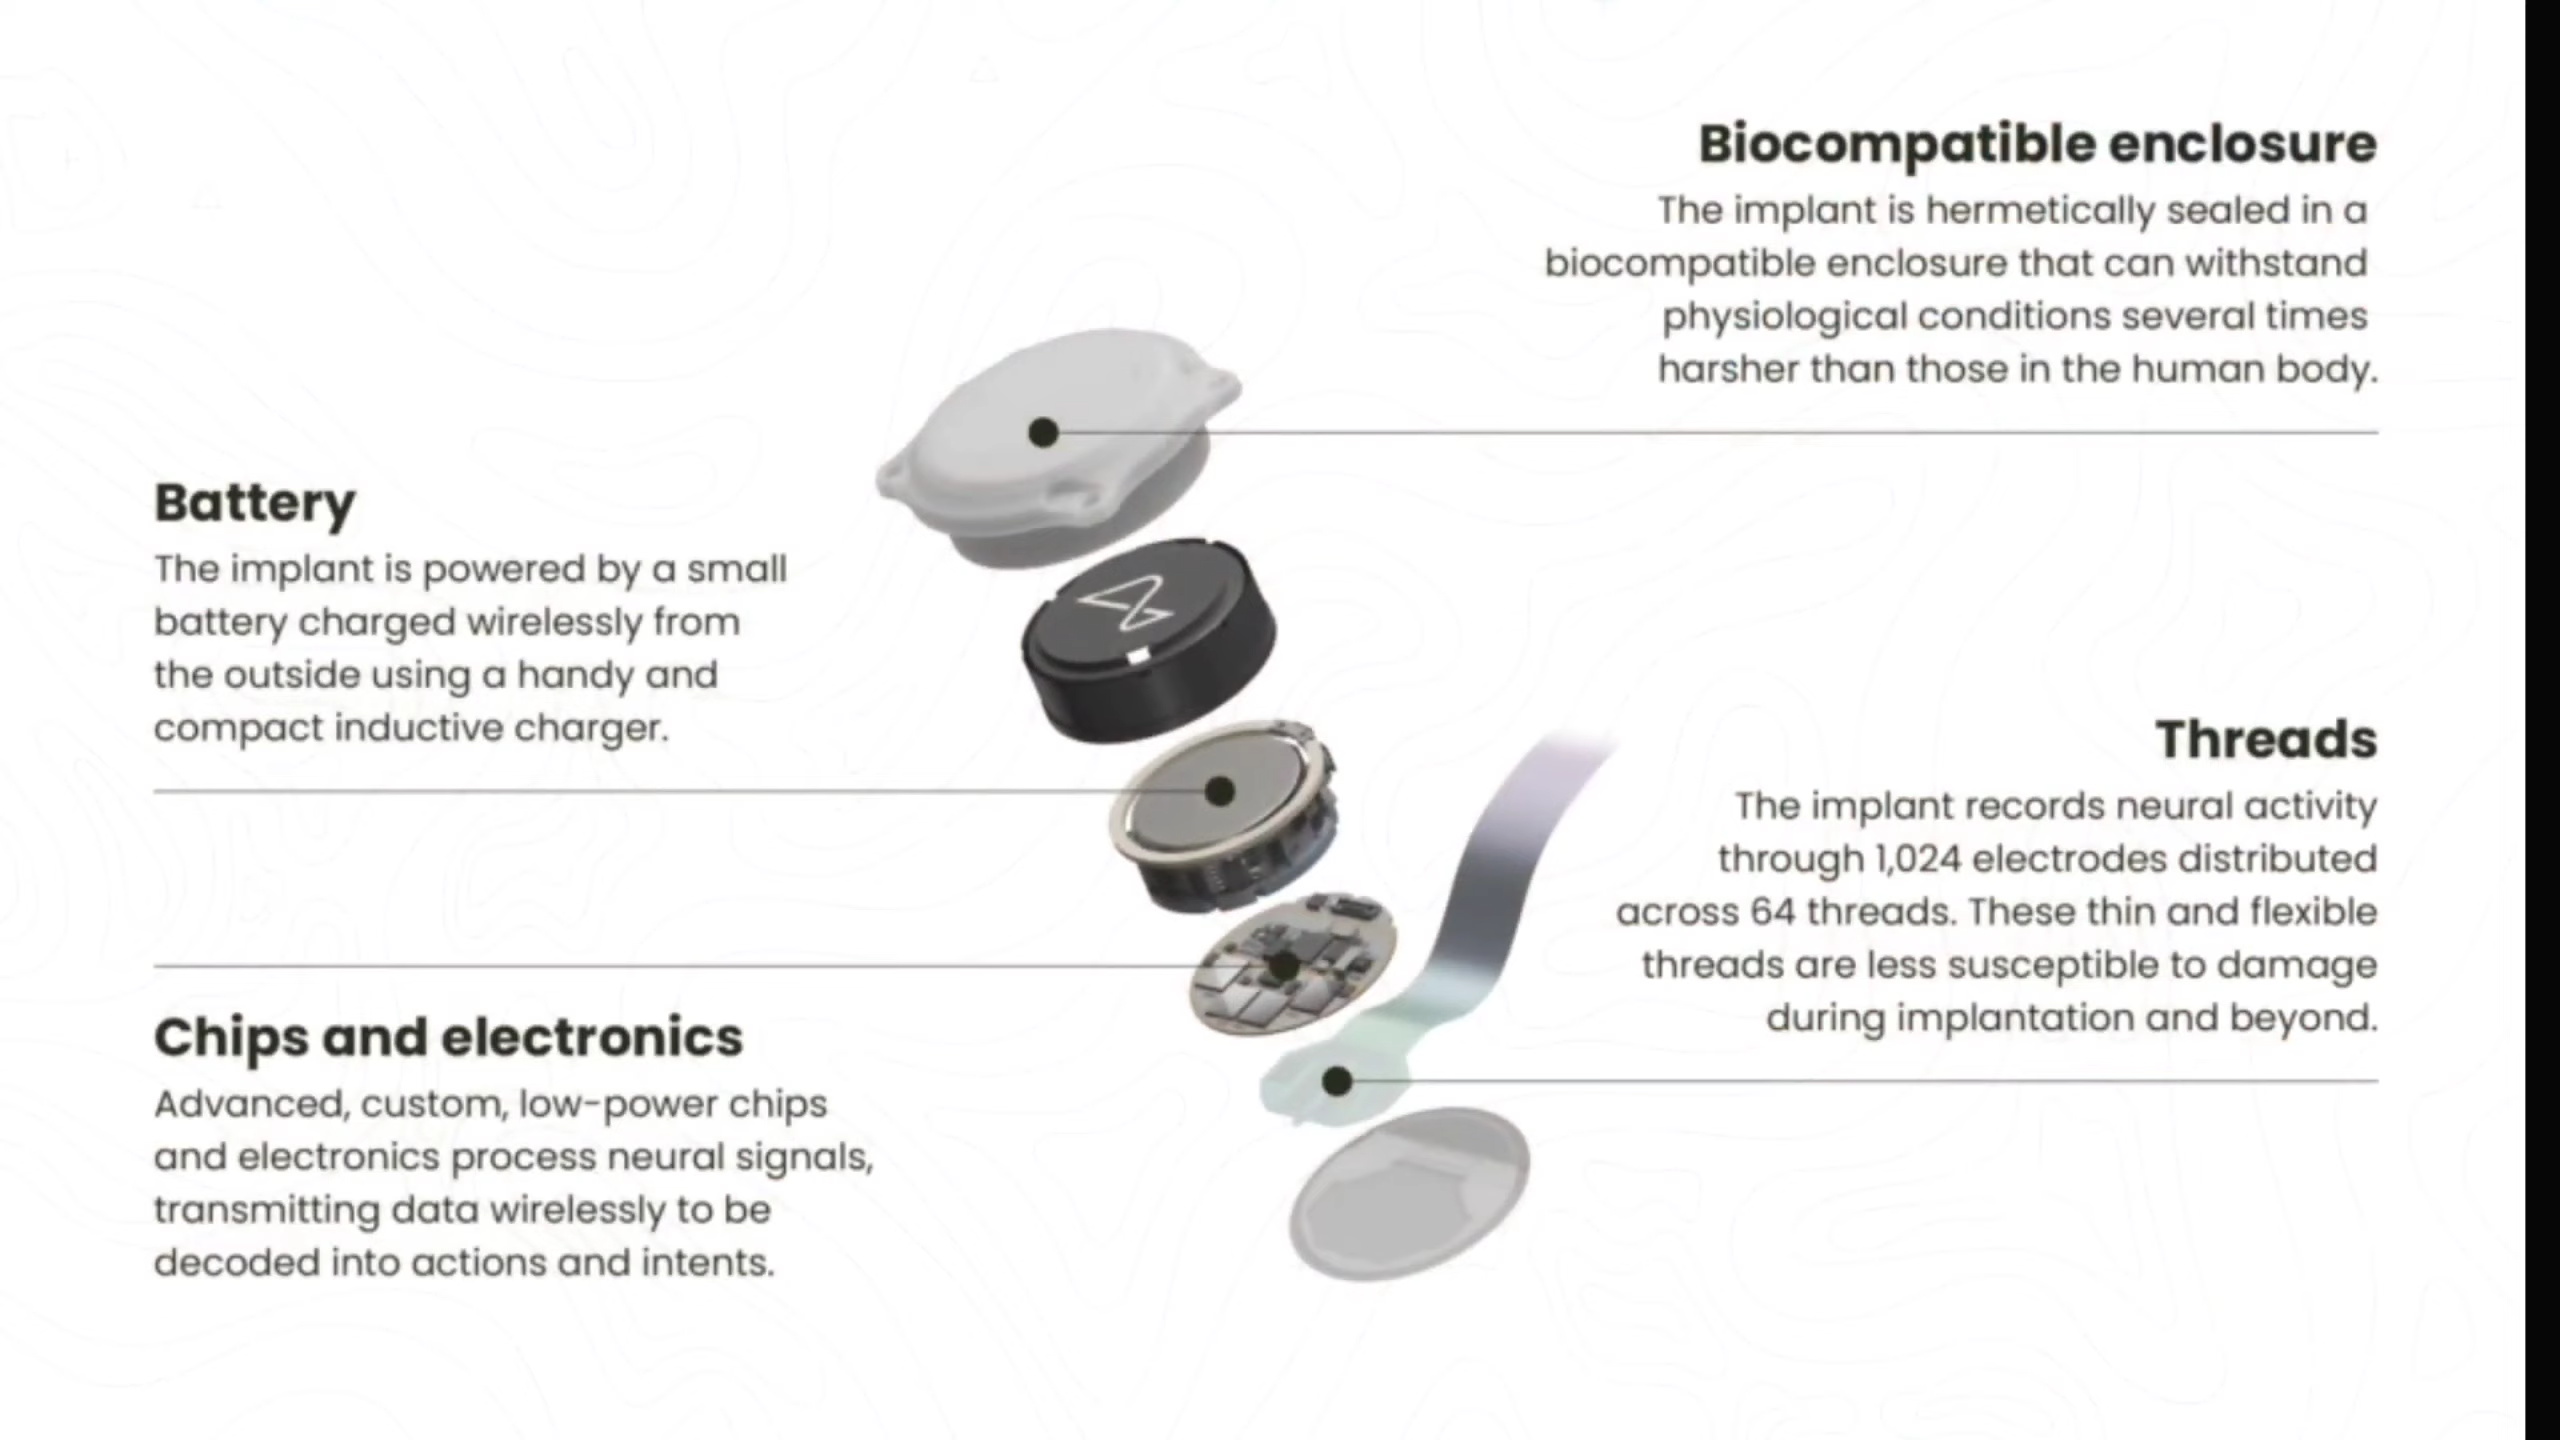 Biocompatible enclosure
The implant is hermetically sealed in a
biocompatible enclosure that can withstand
physiological conditions several times
harsher than those in the human body.
Battery
The implant is powered by a small
battery charged wirelessly from
the outside using a handy and
compact inductive charger.
Threads
The implant records neural activity
through 1,024 electrodes distributed
across 64 threads. These thin and flexible
threads are less susceptible to damage
during implantation and beyond.
Chips and electronics
Advanced, custom, low-power chips
and electronics process neural signals,
transmitting data wirelessly to be
decoded into actions and intents.